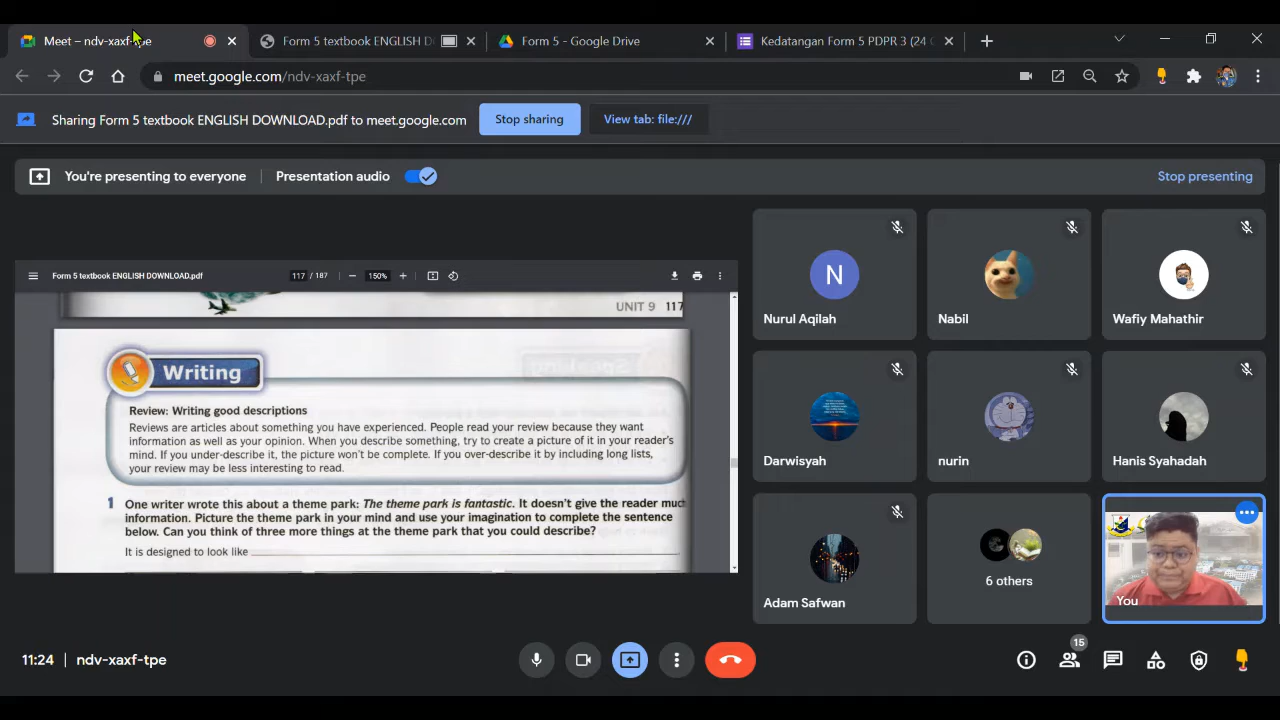 Meet – ndv-xaxf-tpe
Form 5 textbook ENGLISH D
Form 5 - Google Drive
Kedatangan Form 5 PDPR 3 (24
meet.google.com/ndv-xaxf-tpe
Sharing Form 5 textbook ENGLISH DOWNLOAD.pdf to meet.google.com
Stop sharing
View tab: file:///
You're presenting to everyone
Presentation audio
Stop presenting
Form 5 textbook ENGLISH DOWNLOAD.pdf
117 / 187
150%
UNIT 9 117
Writing
Review: Writing good descriptions
Reviews are articles about something you have experienced. People read your review because they want
information as well as your opinion. When you describe something, try to create a picture of it in your reader's
mind. If you under-describe it, the picture won't be complete. If you over-describe it by including long lists,
your review may be less interesting to read.
1 One writer wrote this about a theme park: The theme park is fantastic. It doesn't give the reader muc
information. Picture the theme park in your mind and use your imagination to complete the sentence
below. Can you think of three more things at the theme park that you could describe?
It is designed to look like
N
Nurul Aqilah
Nabil
Wafiy Mahathir
Darwisyah
nurin
Hanis Syahadah
Adam Safwan
6 others
You
11:24
ndv-xaxf-tpe
15